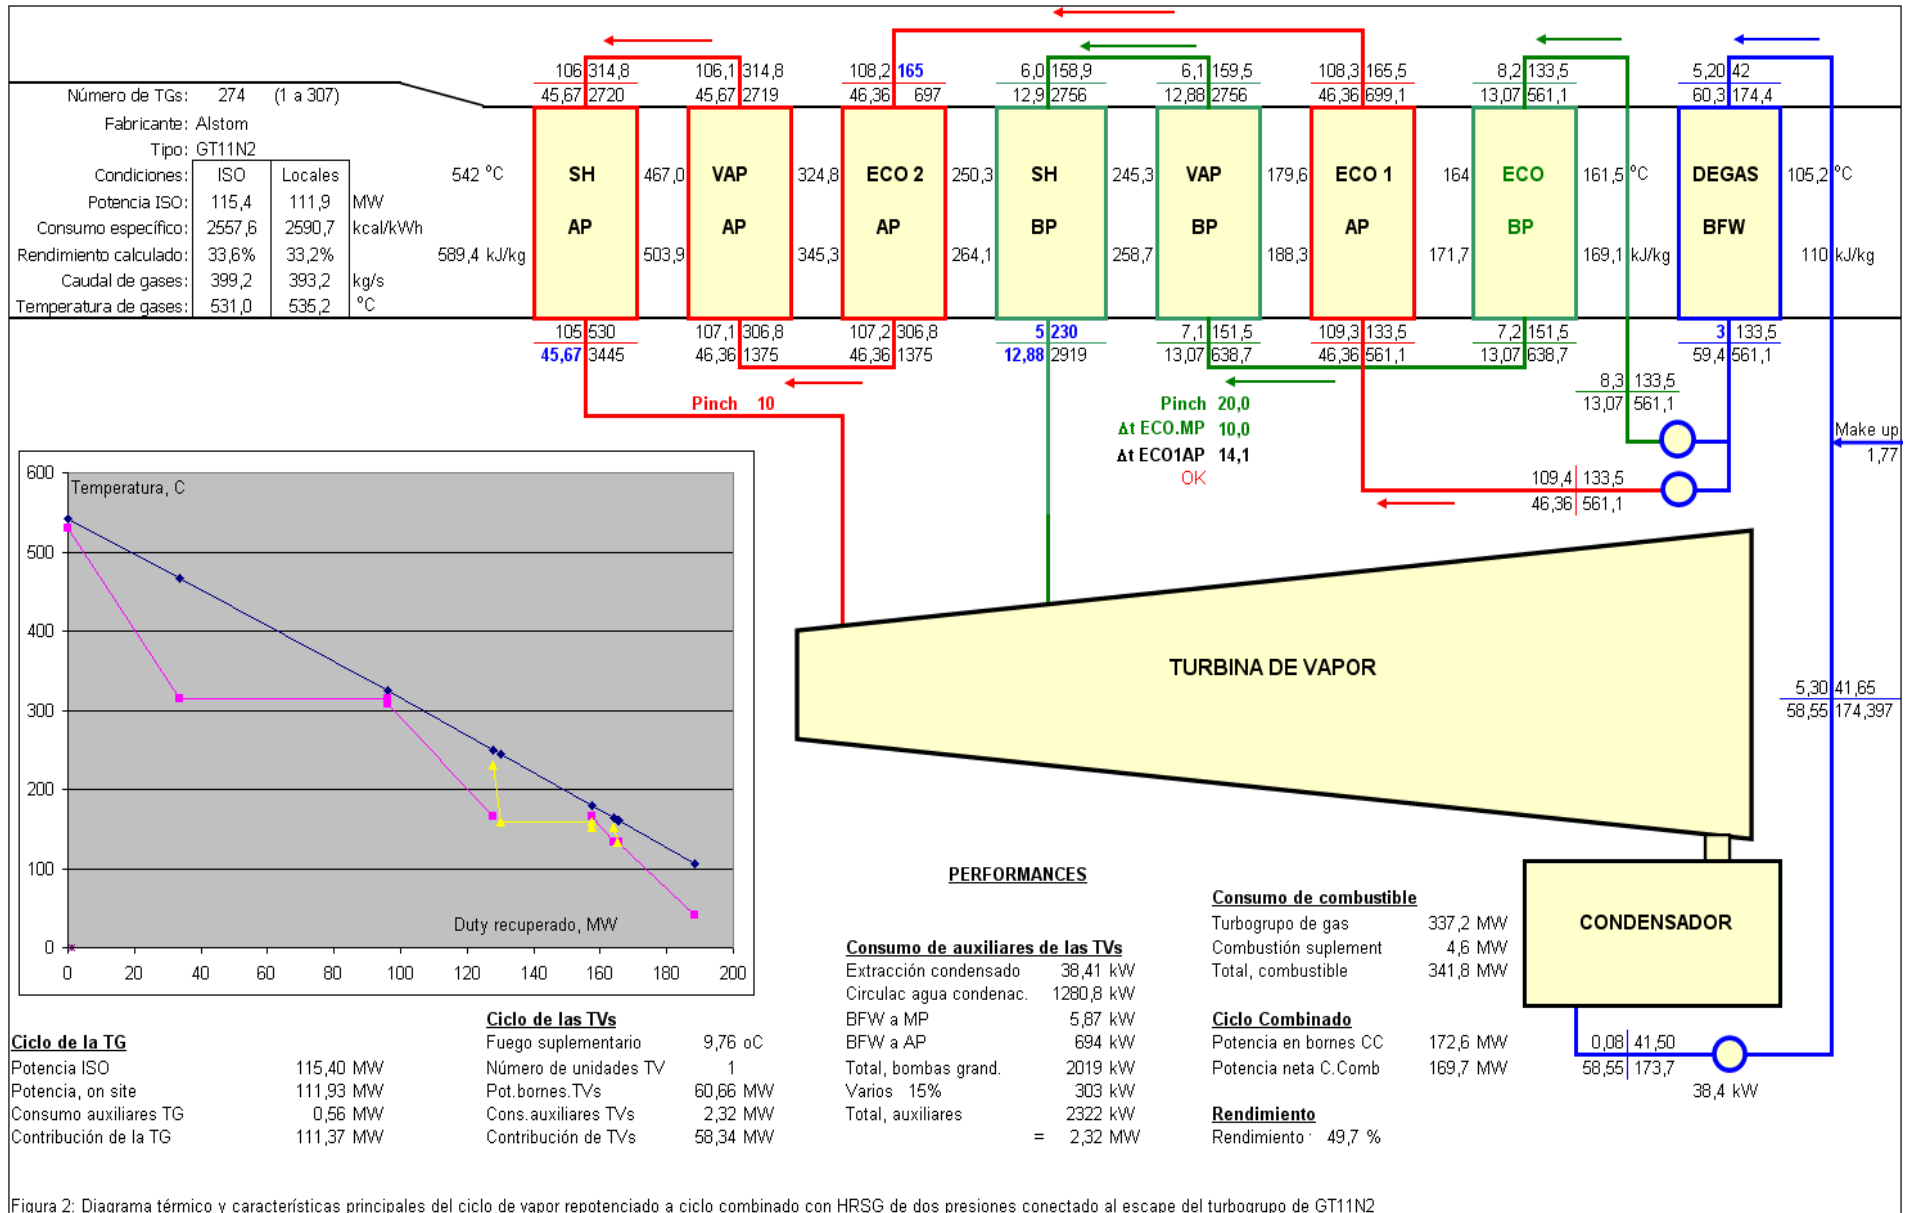 106 314,8 106,1 314,8 108,2 165 6,0 158,9 6,1 159,5 108,3 165,5 8,2 133,5 5,20 42
45,67 2720 45,67 2719 46,36 697 12,9 2756 12,88 2756 46,36 699,1 13,07 561,1 60,3 174,4
Número de TGs: 274 (1 a 307)
Fabricante: Alstom
Tipo: GT11N2
Condiciones: ISO Locales
Potencia ISO: 115,4 111,9 MW
Consumo específico: 2557,6 2590,7 kcal/kWh
Rendimiento calculado: 33,6% 33,2%
Caudal de gases: 399,2 393,2 kg/s
Temperatura de gases: 531,0 535,2 °C
542 °C SH 467,0 VAP 324,8 ECO 2 250,3 SH 245,3 VAP 179,6 ECO 1 164 ECO 161,5 °C DEGAS 105,2 °C
AP AP AP BP BP AP BP BFW
589,4 kJ/kg 503,9 345,3 264,1 258,7 188,3 171,7 169,1 kJ/kg 110 kJ/kg
105 530 107,1 306,8 107,2 306,8 5 230 7,1 151,5 109,3 133,5 7,2 151,5 3 133,5
45,67 3445 46,36 1375 46,36 1375 12,88 2919 13,07 638,7 46,36 561,1 13,07 638,7 59,4 561,1
8,3 133,5
13,07 561,1
Pinch 10
Pinch 20,0
Δt ECO.MP 10,0
Δt ECO1AP 14,1
OK
Make up
1,77
109,4 133,5
46,36 561,1
600
500
400
300
200
100
0
Temperatura, C
Duty recuperado, MW
0 20 40 60 80 100 120 140 160 180 200
TURBINA DE VAPOR
5,30 41,65
58,55 174,397
CONDENSADOR
0,08 41,50
58,55 173,7
38,4 kW
PERFORMANCES
Ciclo de la TG
Potencia ISO 115,40 MW
Potencia, on site 111,93 MW
Consumo auxiliares TG 0,56 MW
Contribución de la TG 111,37 MW
Ciclo de las TVs
Fuego suplementario 9,76 oC
Número de unidades TV 1
Pot.bornes.TVs 60,66 MW
Cons.auxiliares TVs 2,32 MW
Contribución de TVs 58,34 MW
Consumo de auxiliares de las TVs
Extracción condensado 38,41 kW
Circulac agua condenac. 1280,8 kW
BFW a MP 5,87 kW
BFW a AP 694 kW
Total, bombas grand. 2019 kW
Varios 15% 303 kW
Total, auxiliares 2322 kW
= 2,32 MW
Consumo de combustible
Turbogrupo de gas 337,2 MW
Combustión suplement 4,6 MW
Total, combustible 341,8 MW
Ciclo Combinado
Potencia en bornes CC 172,6 MW
Potencia neta C.Comb 169,7 MW
Rendimiento
Rendimiento 49,7 %
Figura 2: Diagrama térmico y características principales del ciclo de vapor repotenciado a ciclo combinado con HRSG de dos presiones conectado al escape del turbogrupo de GT11N2